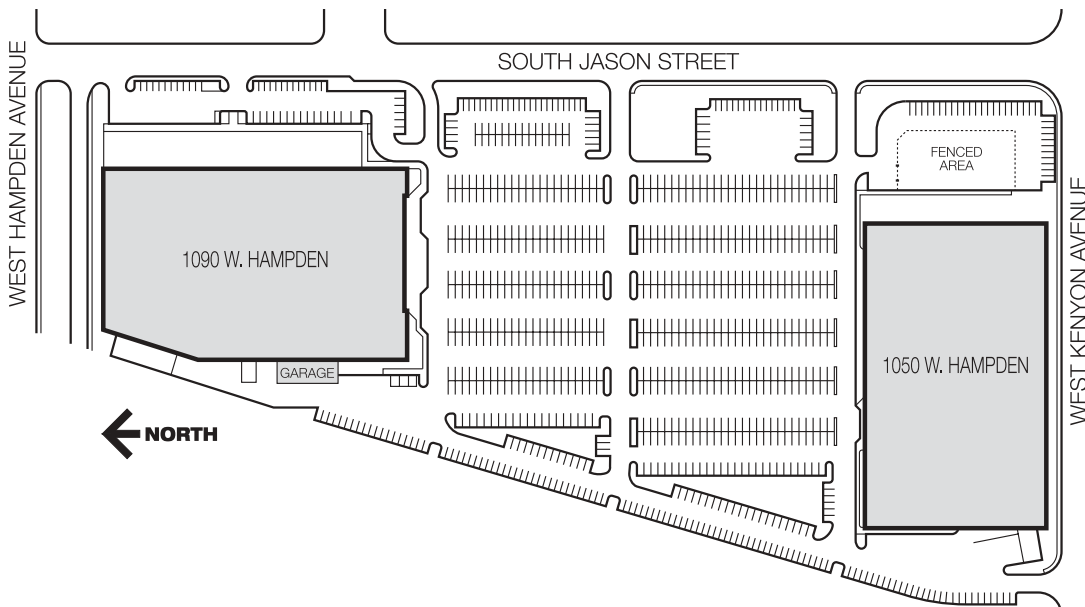 SOUTH JASON STREET
WEST HAMPDEN AVENUE
FENCED
AREA
1090 W. HAMPDEN
GARAGE
1050 W. HAMPDEN
WEST KENYON AVENUE
NORTH